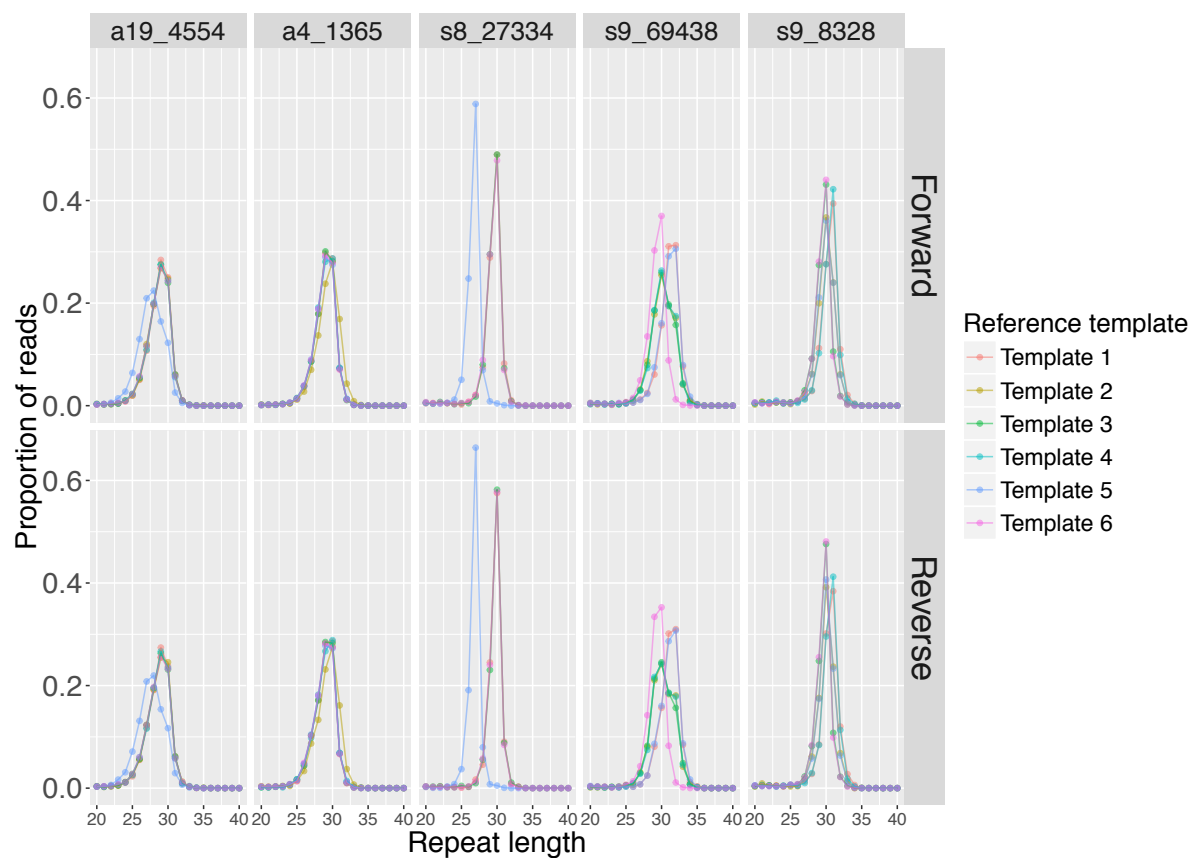 a19_4554 a4_1365 s8_27334 s9_69438 s9_8328
0.6
0.4
0.2
0.0
Forward
0.6
0.4
0.2
0.0
Reverse
Proportion of reads
20 25 30 35 40 20 25 30 35 40 20 25 30 35 40 20 25 30 35 40 20 25 30 35 40
Repeat length
Reference template
Template 1
Template 2
Template 3
Template 4
Template 5
Template 6